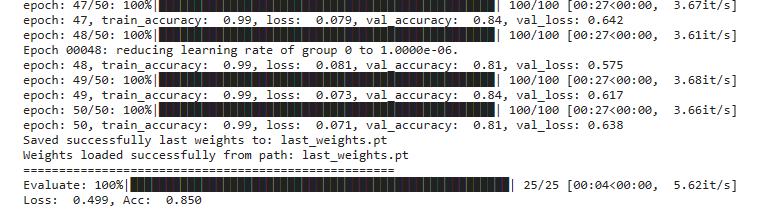 epoch: 47/50: 100%| | 100/100 [00:27<00:00, 3.67it/s]
epoch: 47, train_accuracy: 0.99, loss: 0.079, val_accuracy: 0.84, val_loss: 0.642
epoch: 48/50: 100%| | 100/100 [00:27<00:00, 3.61it/s]
Epoch 00048: reducing learning rate of group 0 to 1.0000e-06.
epoch: 48, train_accuracy: 0.99, loss: 0.081, val_accuracy: 0.81, val_loss: 0.575
epoch: 49/50: 100%| | 100/100 [00:27<00:00, 3.68it/s]
epoch: 49, train_accuracy: 0.99, loss: 0.073, val_accuracy: 0.84, val_loss: 0.617
epoch: 50/50: 100%| | 100/100 [00:27<00:00, 3.66it/s]
epoch: 50, train_accuracy: 0.99, loss: 0.071, val_accuracy: 0.81, val_loss: 0.638
Saved successfully last weights to: last_weights.pt
Weights loaded successfully from path: last_weights.pt
==================================================
Evaluate: 100%| | 25/25 [00:04<00:00, 5.62it/s]
Loss: 0.499, Acc: 0.850